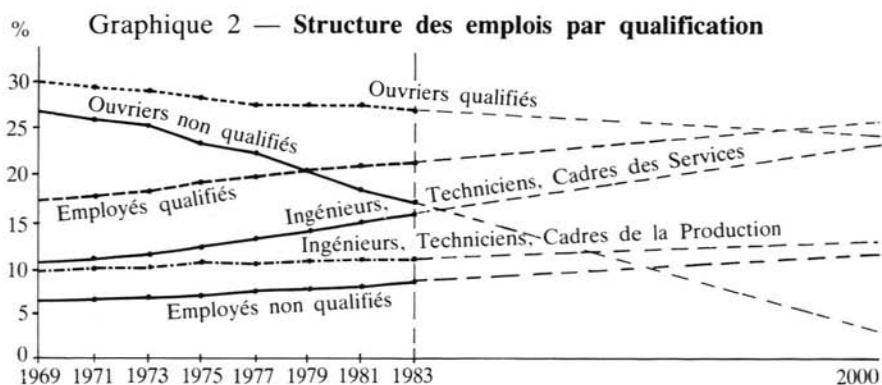 Graphique 2 — Structure des emplois par qualification
%
30
25
20
15
10
5
0
Ouvriers qualifiés
Ouvriers non qualifiés
Employés qualifiés
Ingénieurs, Techniciens, Cadres des Services
Ingénieurs, Techniciens, Cadres de la Production
Employés non qualifiés
1969 1971 1973 1975 1977 1979 1981 1983 2000